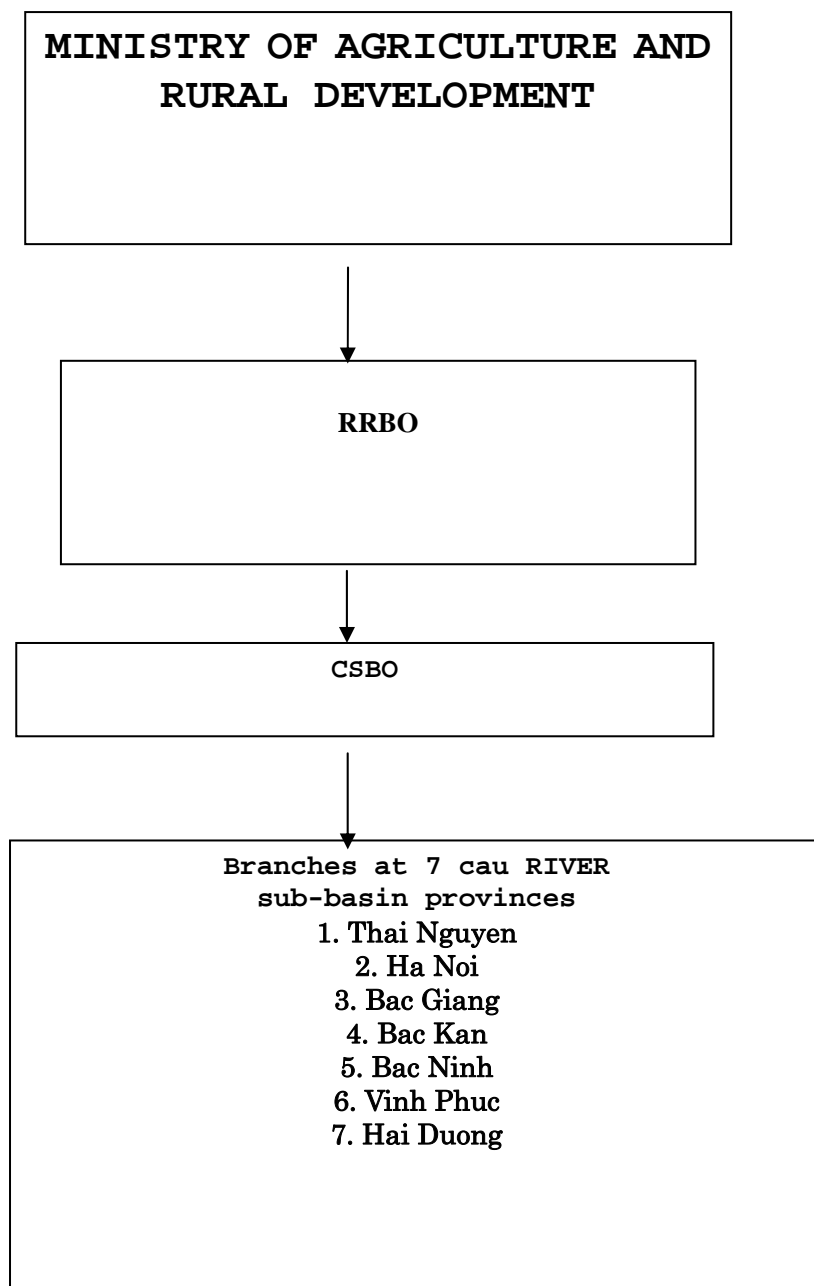 MINISTRY OF AGRICULTURE AND
RURAL DEVELOPMENT
RRBO
CSBO
Branches at 7 cau RIVER
sub-basin provinces
1. Thai Nguyen
2. Ha Noi
3. Bac Giang
4. Bac Kan
5. Bac Ninh
6. Vinh Phuc
7. Hai Duong